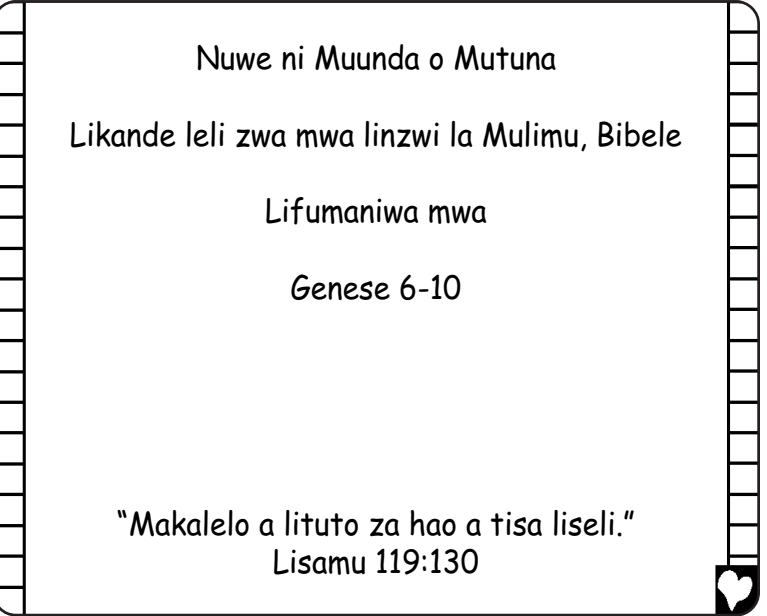 Nuwe ni Muunda o Mutuna
Likande leli zwa mwa linzwi la Mulimu, Bibele
Lifumaniwa mwa
Genese 6-10
“Makalelo a lituto za hao a tisa liseli.”
Lisamu 119:130